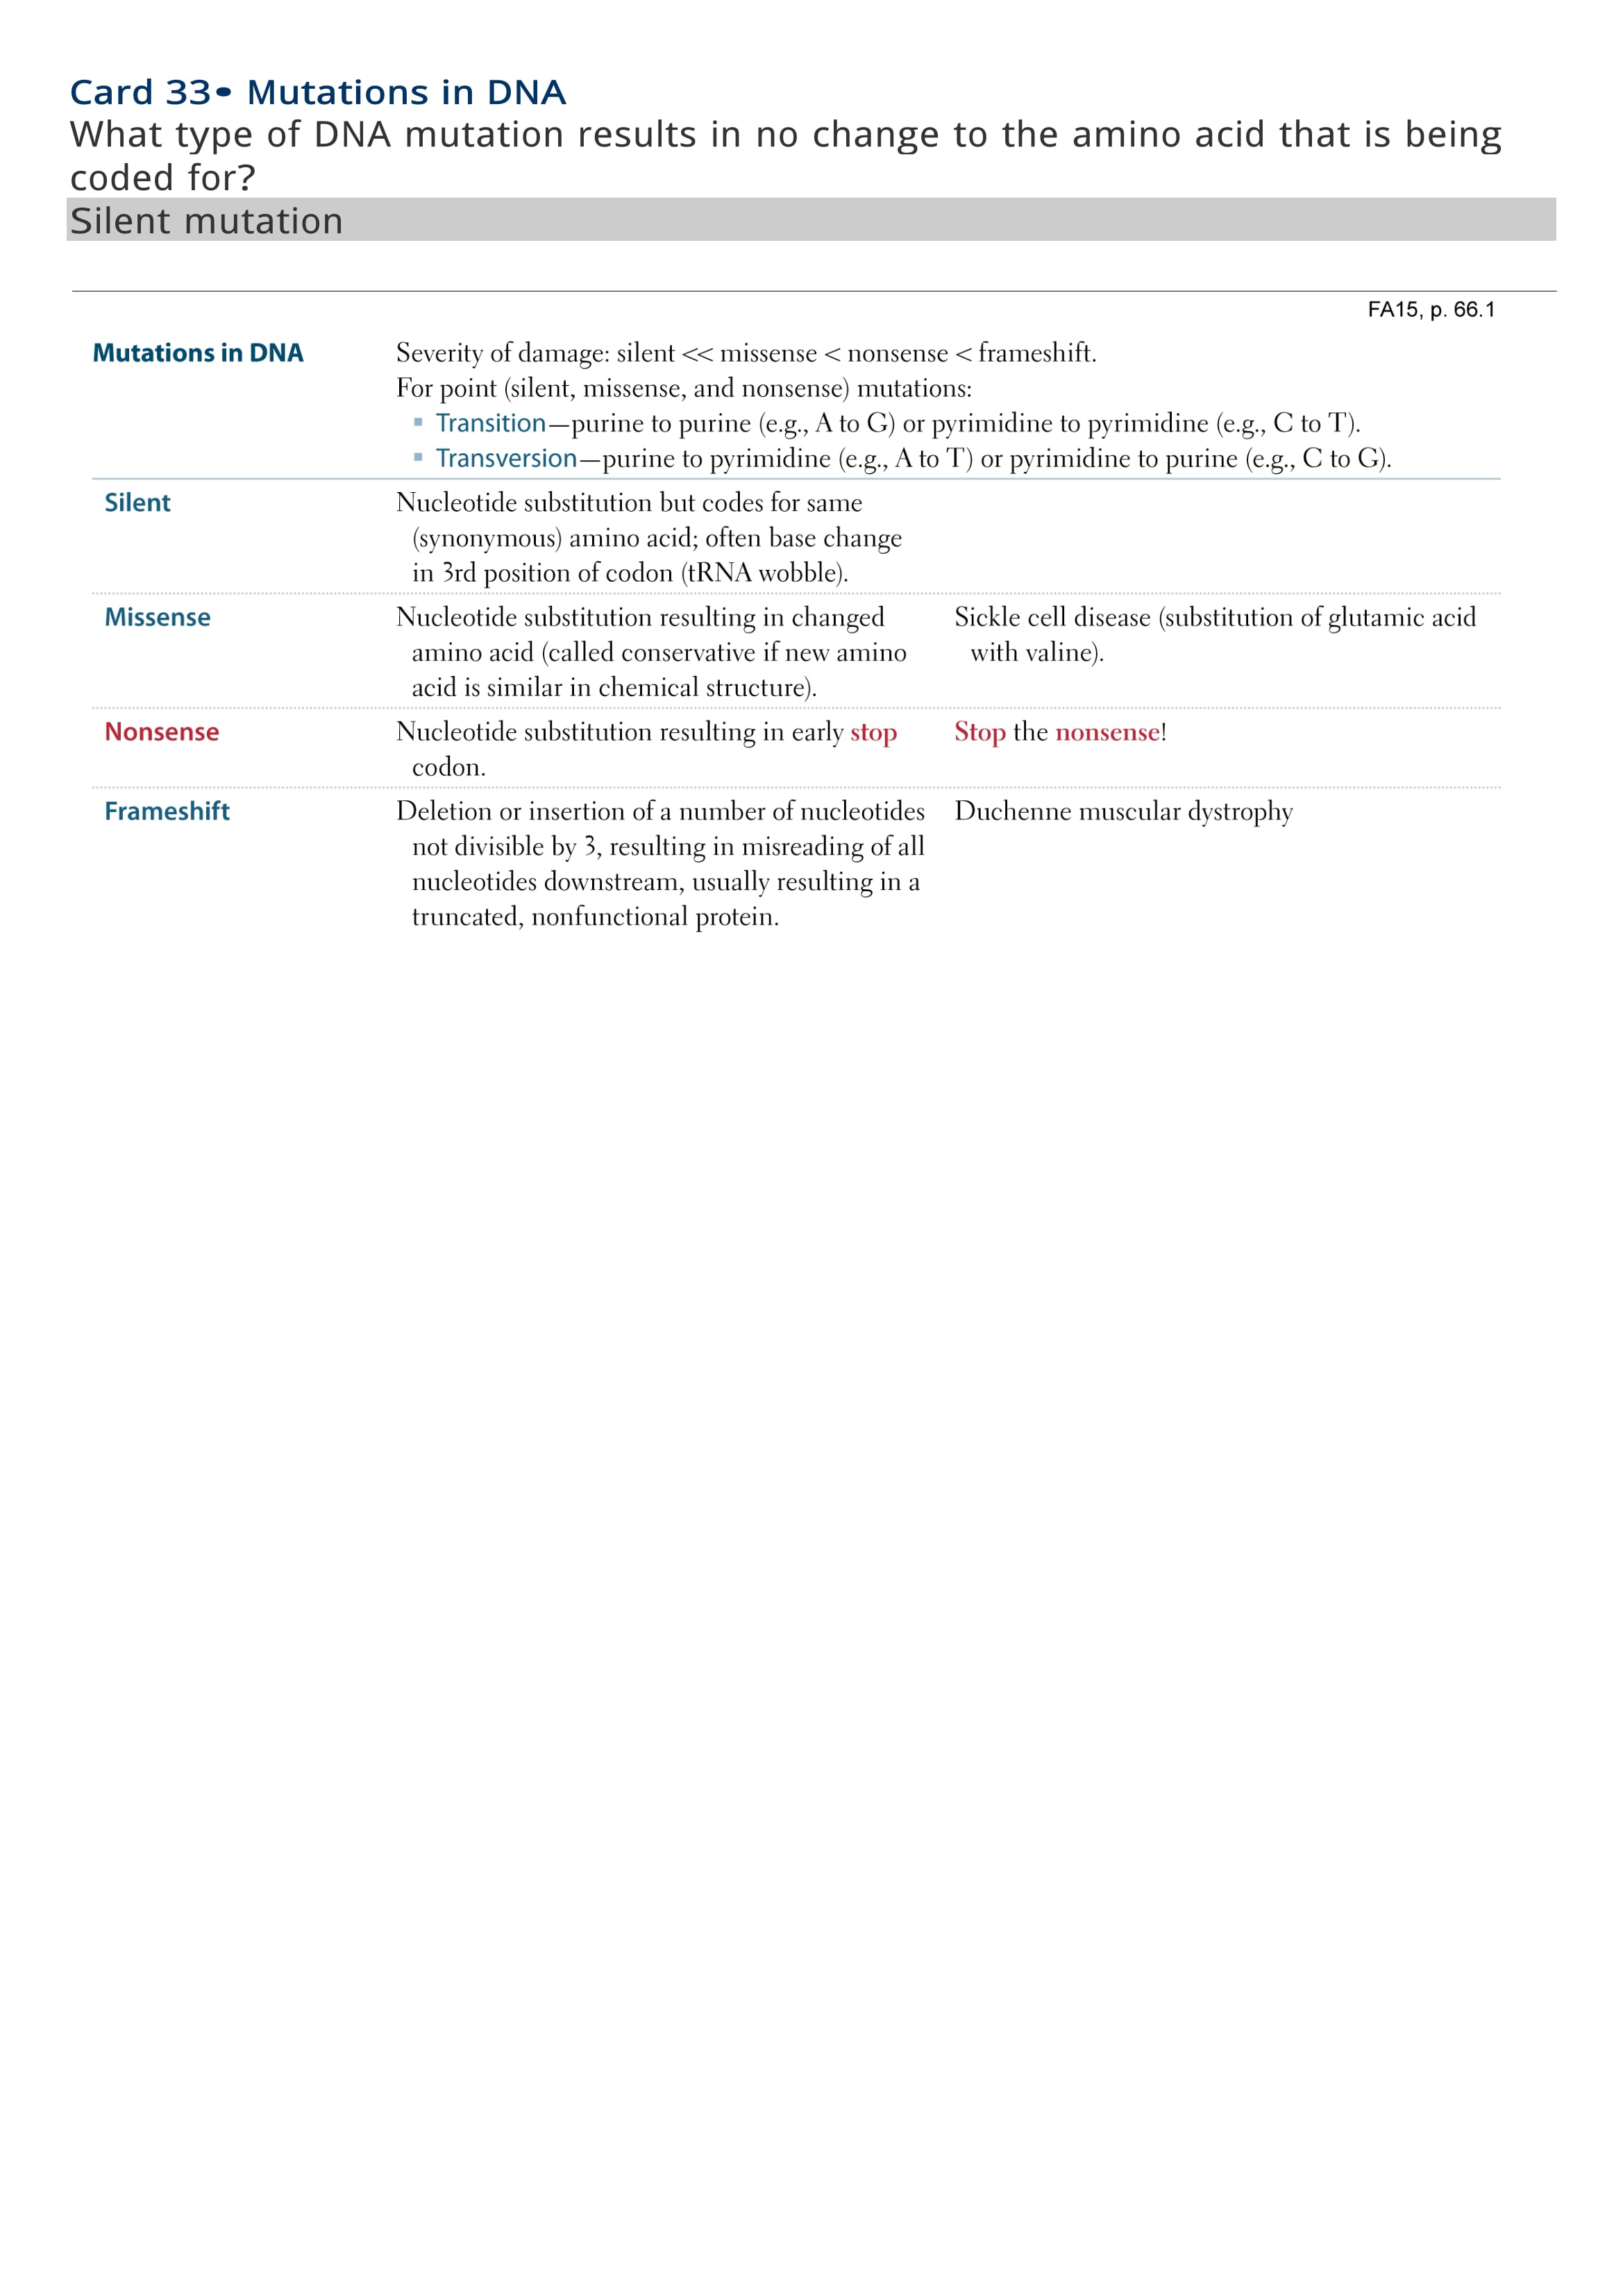 Card 33• Mutations in DNA
What type of DNA mutation results in no change to the amino acid that is being
coded for?
Silent mutation
FA15, p. 66.1
Mutations in DNA
Severity of damage: silent << missense < nonsense < frameshift.
For point (silent, missense, and nonsense) mutations:
▪ Transition—purine to purine (e.g., A to G) or pyrimidine to pyrimidine (e.g., C to T).
▪ Transversion—purine to pyrimidine (e.g., A to T) or pyrimidine to purine (e.g., C to G).
Silent
Nucleotide substitution but codes for same
(synonymous) amino acid; often base change
in 3rd position of codon (tRNA wobble).
Missense
Nucleotide substitution resulting in changed
amino acid (called conservative if new amino
acid is similar in chemical structure).
Sickle cell disease (substitution of glutamic acid
with valine).
Nonsense
Nucleotide substitution resulting in early stop
codon.
Stop the nonsense!
Frameshift
Deletion or insertion of a number of nucleotides
not divisible by 3, resulting in misreading of all
nucleotides downstream, usually resulting in a
truncated, nonfunctional protein.
Duchenne muscular dystrophy